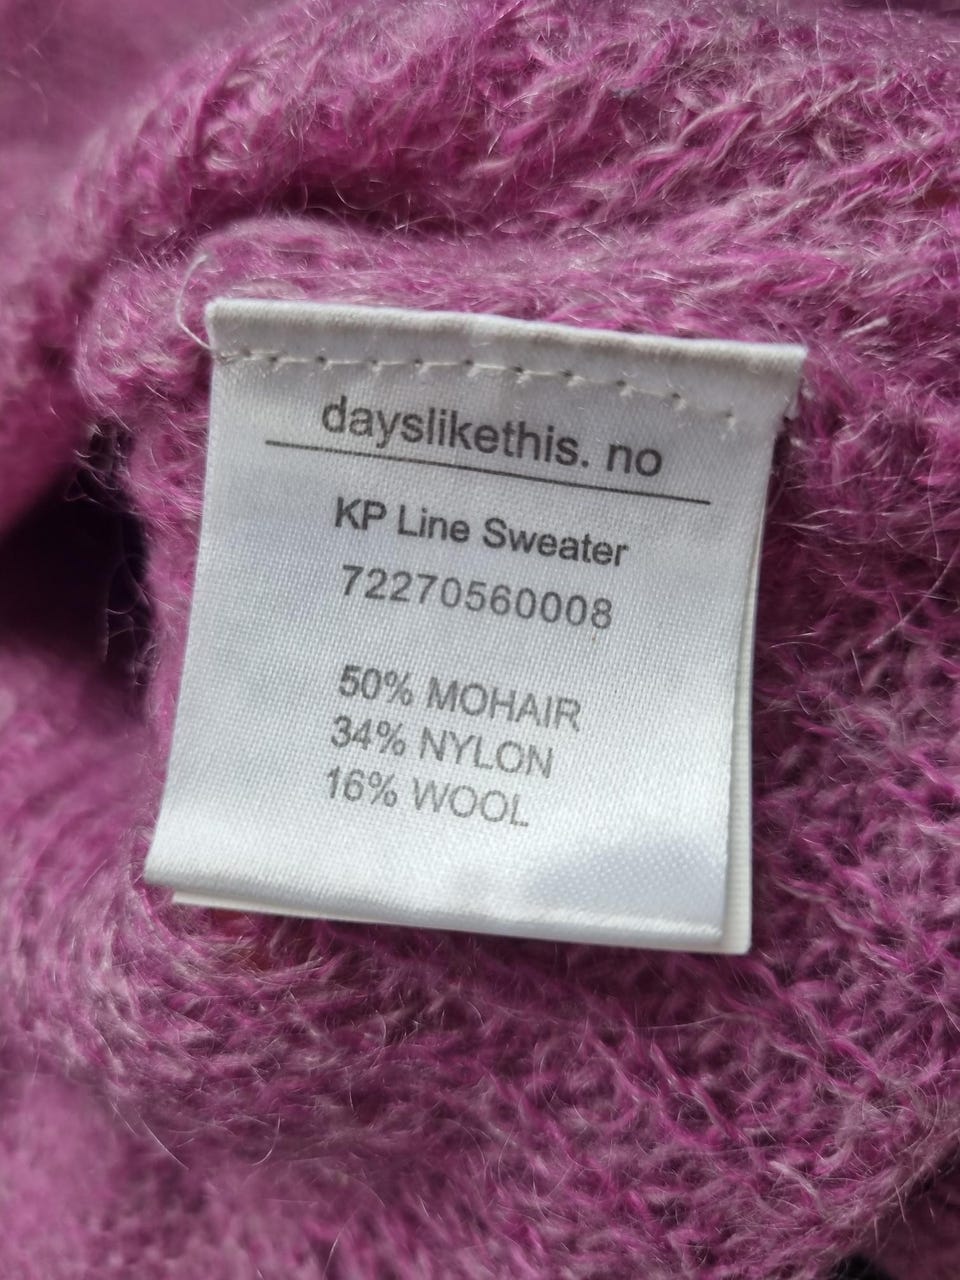 dayslikethis. no
KP Line Sweater
72270560008
50% MOHAIR
34% NYLON
16% WOOL